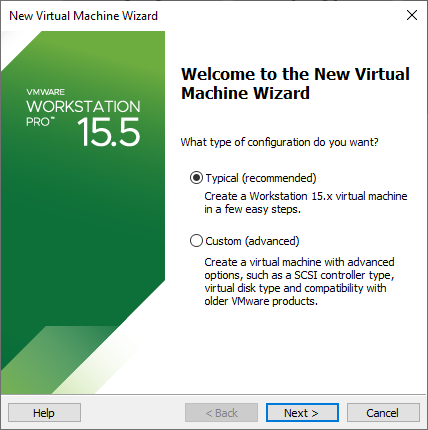 New Virtual Machine Wizard
VMWARE
WORKSTATION
PRO™
15.5
Welcome to the New Virtual
Machine Wizard
What type of configuration do you want?
Typical (recommended)
Create a Workstation 15.x virtual machine
in a few easy steps.
Custom (advanced)
Create a virtual machine with advanced
options, such as a SCSI controller type,
virtual disk type and compatibility with
older VMware products.
Help
< Back
Next >
Cancel